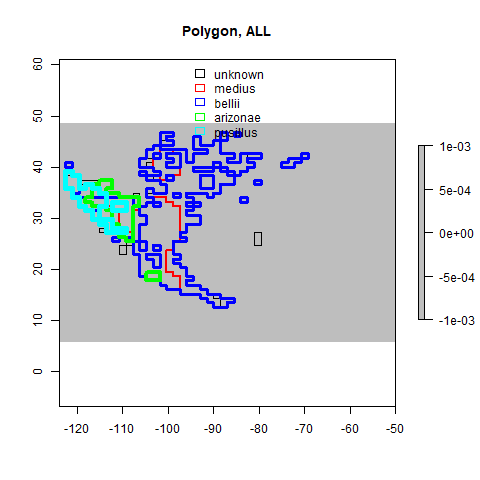 Polygon, ALL
unknown
medius
bellii
arizonae
pusillus
60
50
40
30
20
10
0
-120
-110
-100
-90
-80
-70
-60
-50
1e-03
5e-04
0e+00
-5e-04
-1e-03